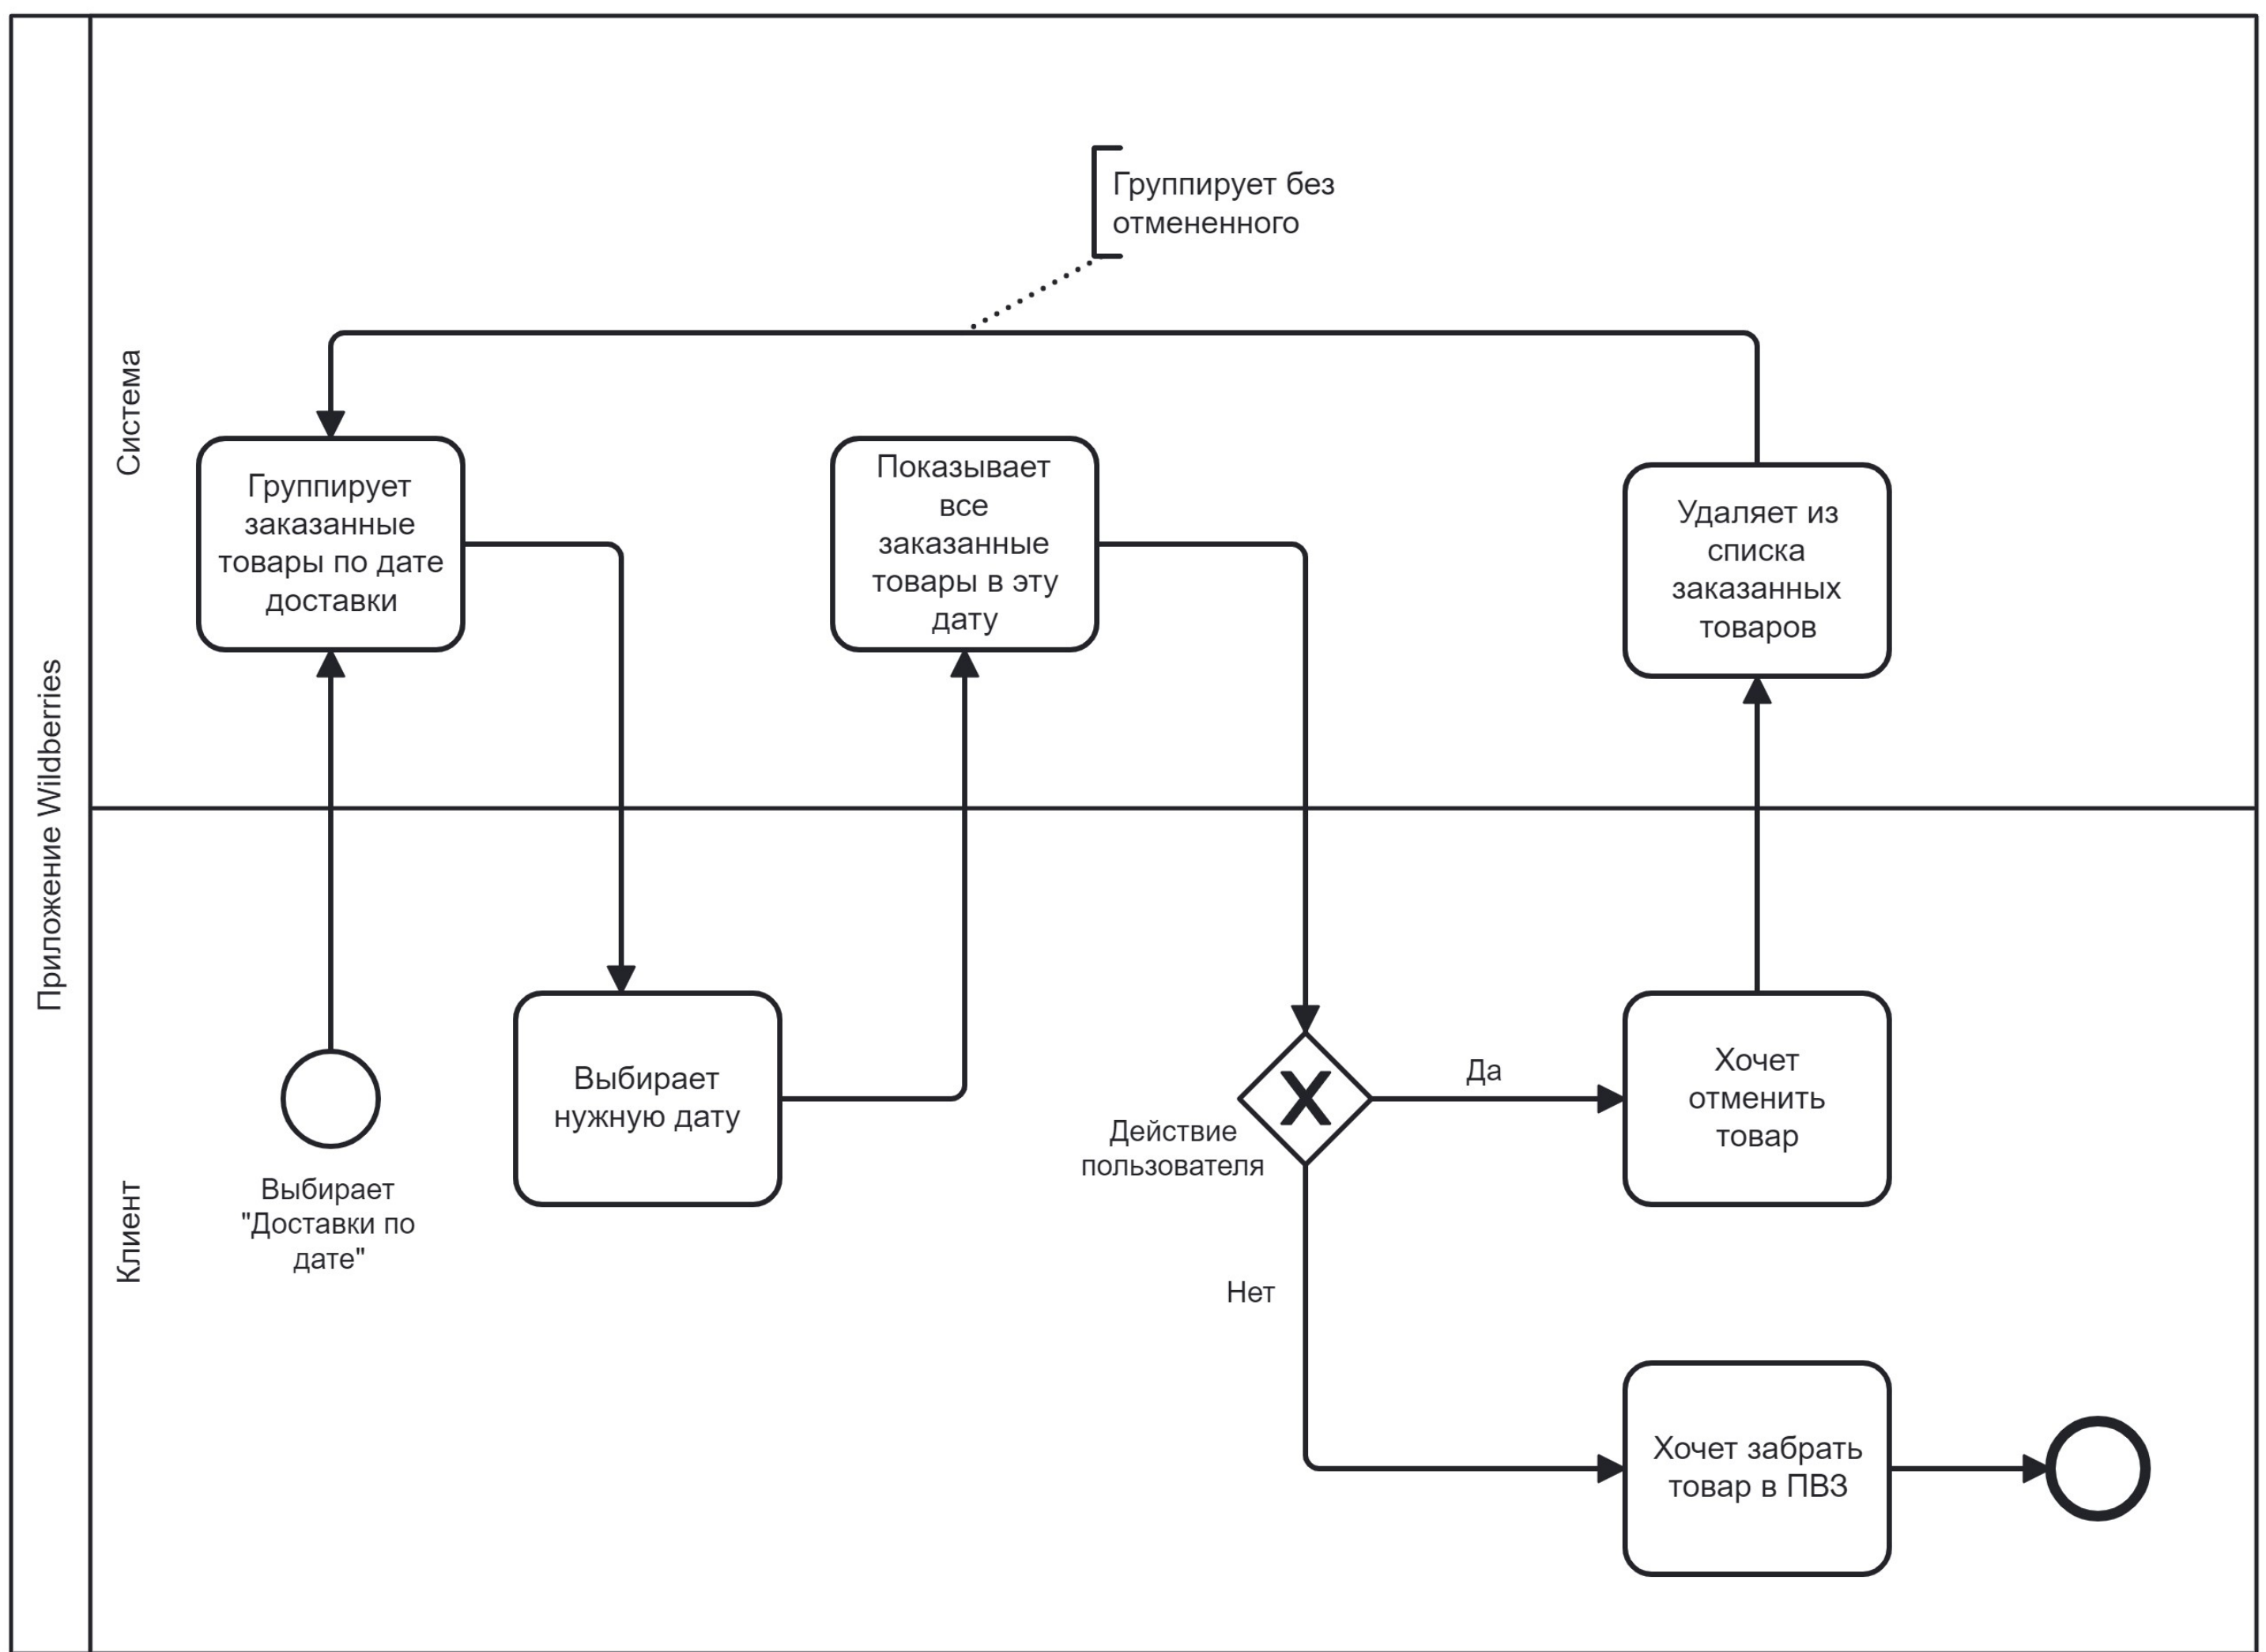 Приложение Wildberries
Система
Группирует без
отмененного
Группирует
заказанные
товары по дате
доставки
Показывает
все
заказанные
товары в эту
дату
Удаляет из
списка
заказанных
товаров
Клиент
Выбирает
"Доставки по
дате"
Выбирает
нужную дату
Действие
пользователя
Да
Хочет
отменить
товар
Нет
Хочет забрать
товар в ПВЗ